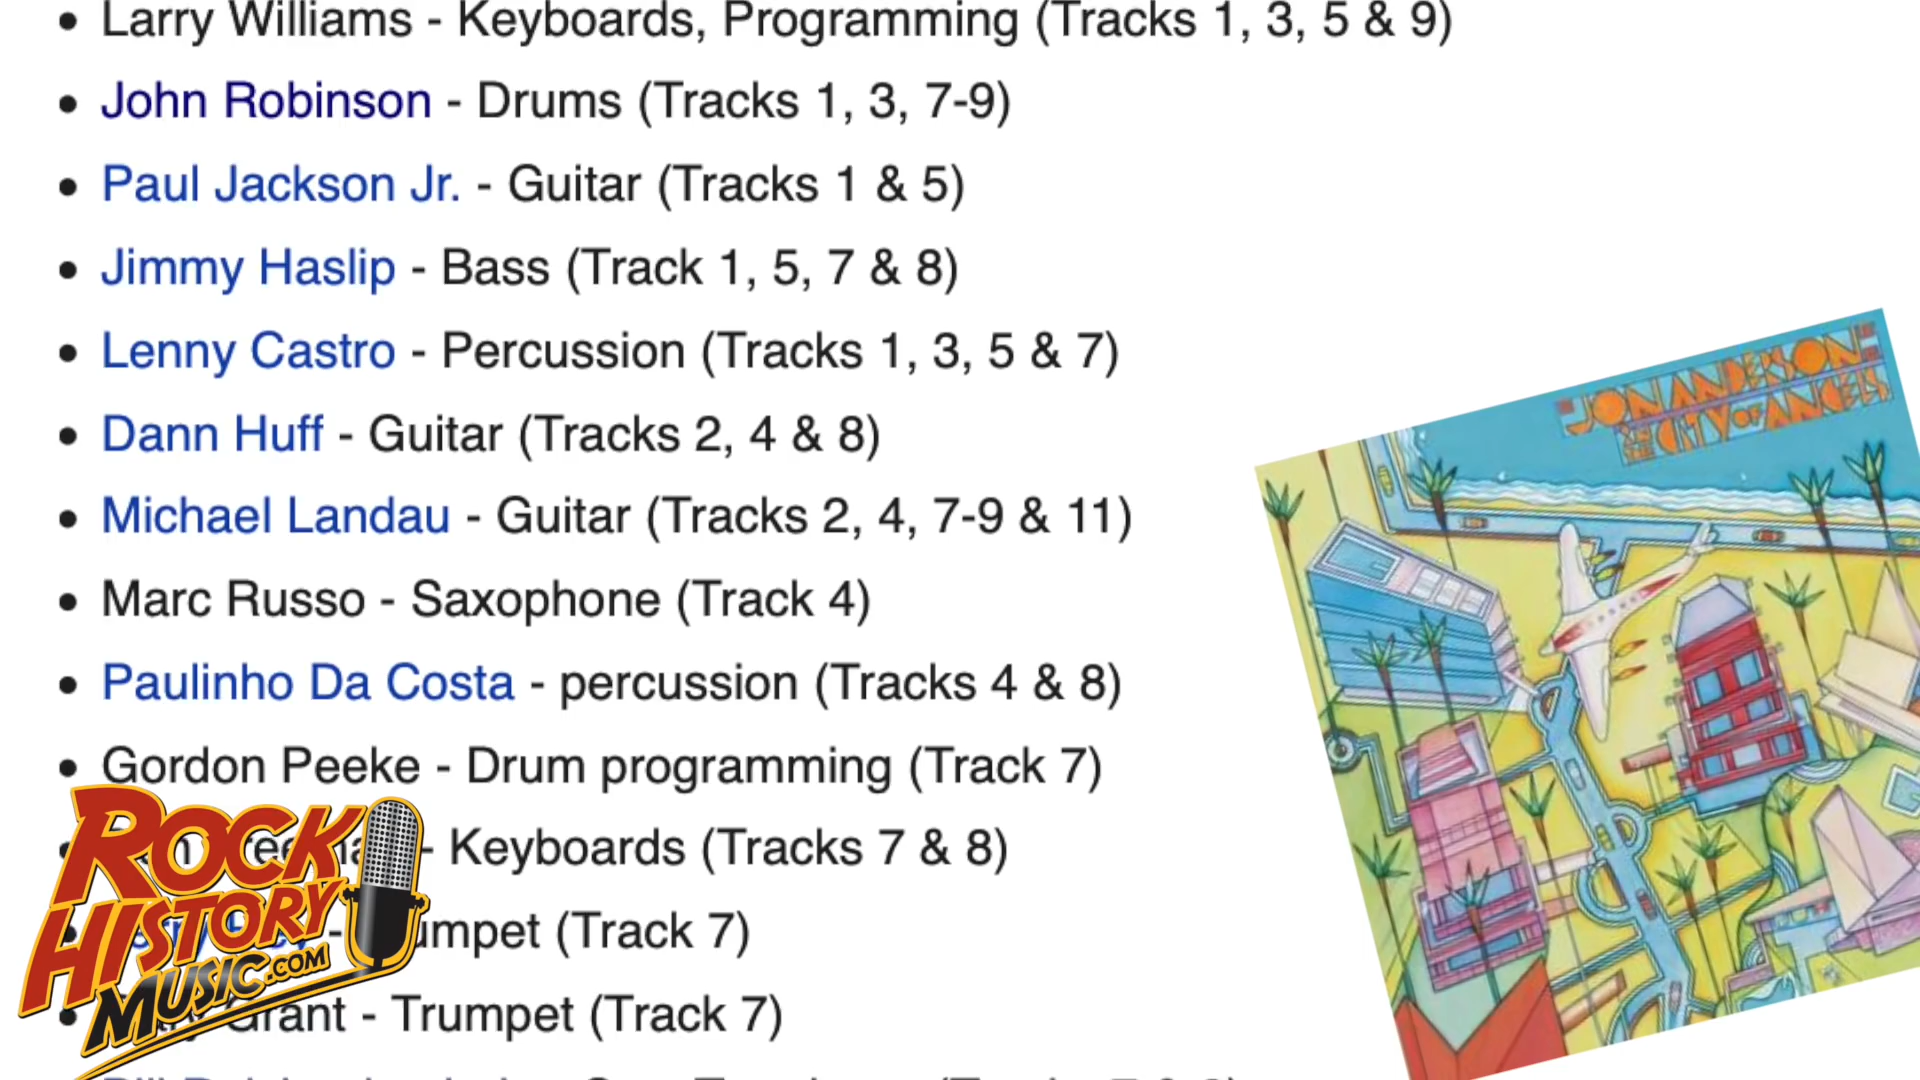 Larry Williams - Keyboards, Programming (Tracks 1, 3, 5 & 9)
John Robinson - Drums (Tracks 1, 3, 7-9)
Paul Jackson Jr. - Guitar (Tracks 1 & 5)
Jimmy Haslip - Bass (Track 1, 5, 7 & 8)
Lenny Castro - Percussion (Tracks 1, 3, 5 & 7)
Dann Huff - Guitar (Tracks 2, 4 & 8)
Michael Landau - Guitar (Tracks 2, 4, 7-9 & 11)
Marc Russo - Saxophone (Track 4)
Paulinho Da Costa - percussion (Tracks 4 & 8)
Gordon Peeke - Drum programming (Track 7)
- Keyboards (Tracks 7 & 8)
- (Track 7)
Grant - Trumpet (Track 7)
JON ANDERSON
IN THE CITY OF ANGELS
ROCK
HISTORY
MUSIC.COM